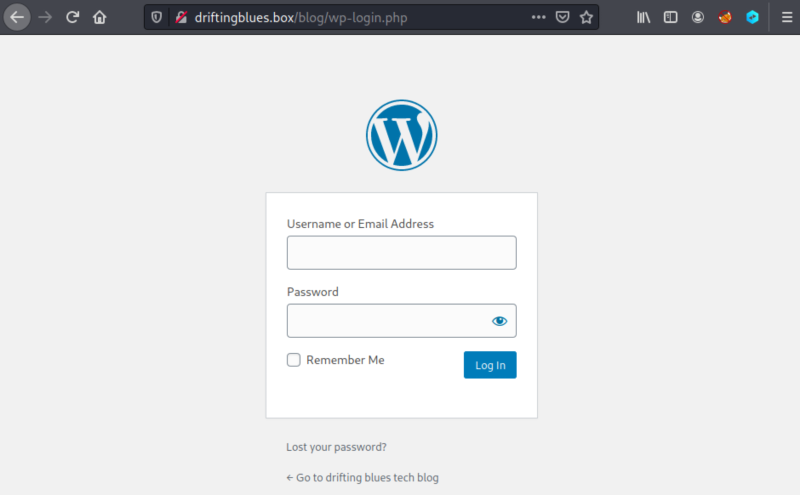 driftingblues.box/blog/wp-login.php
Username or Email Address
Password
Remember Me
Log In
Lost your password?
← Go to drifting blues tech blog